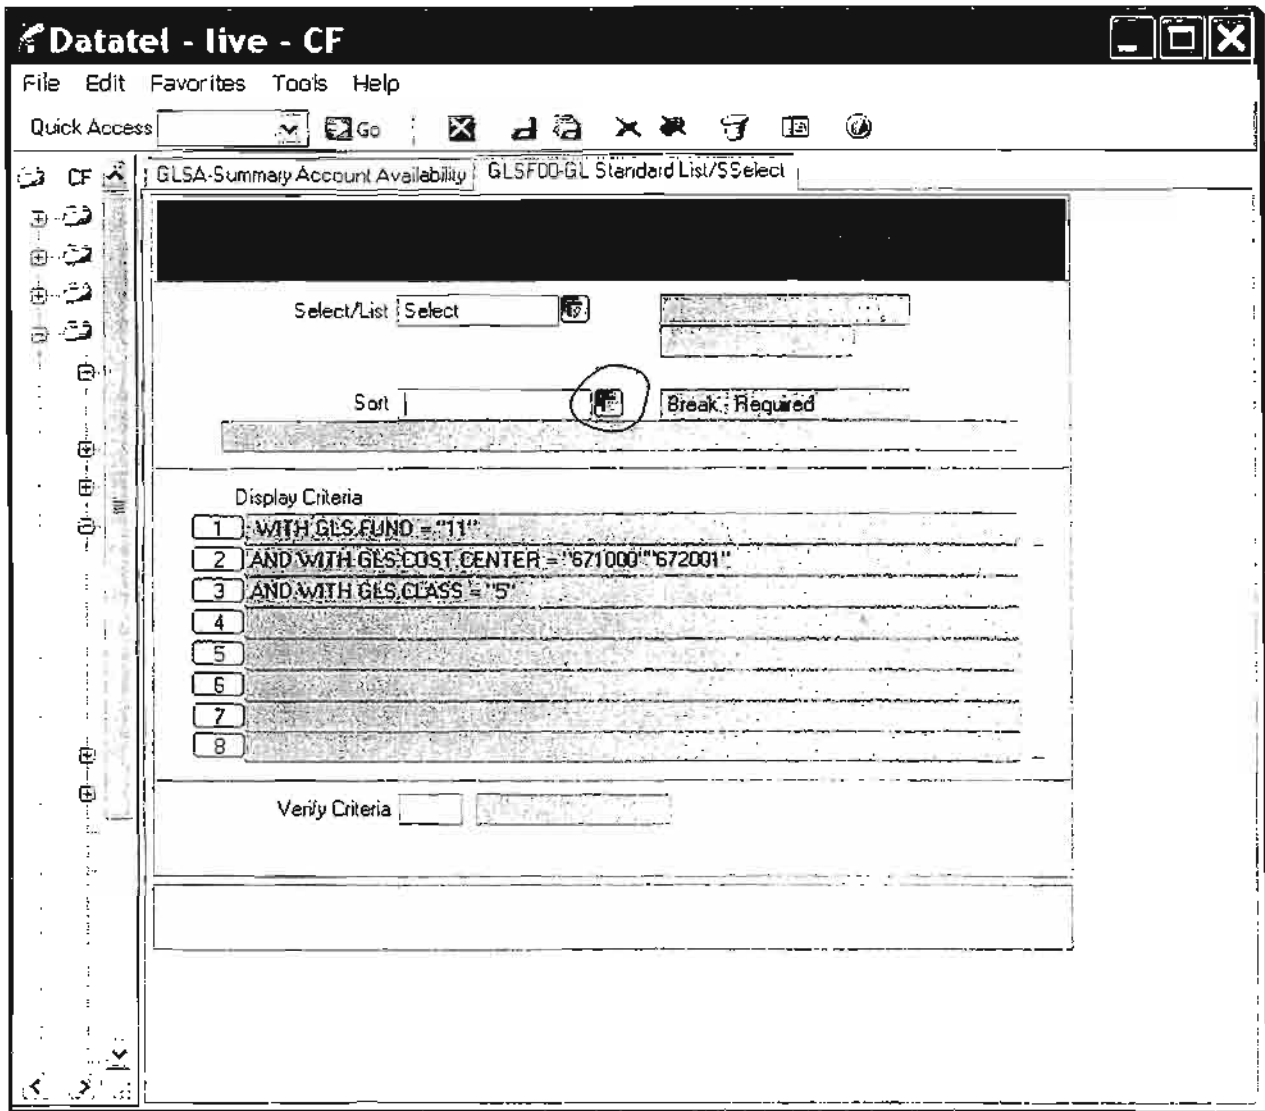 Datatel - live - CF
File Edit Favorites Tools Help
Quick Access Go
CF
GLSA-Summary Account Availability GLSF00-GL Standard List/SSelect
Select/List Select
Sort Break: Required
Display Criteria
1 WITH GLS.FUND = "11"
2 AND WITH GLS.COST.CENTER = "671000""672001"
3 AND WITH GLS.CLASS = "5"
4
5
6
7
8
Verify Criteria